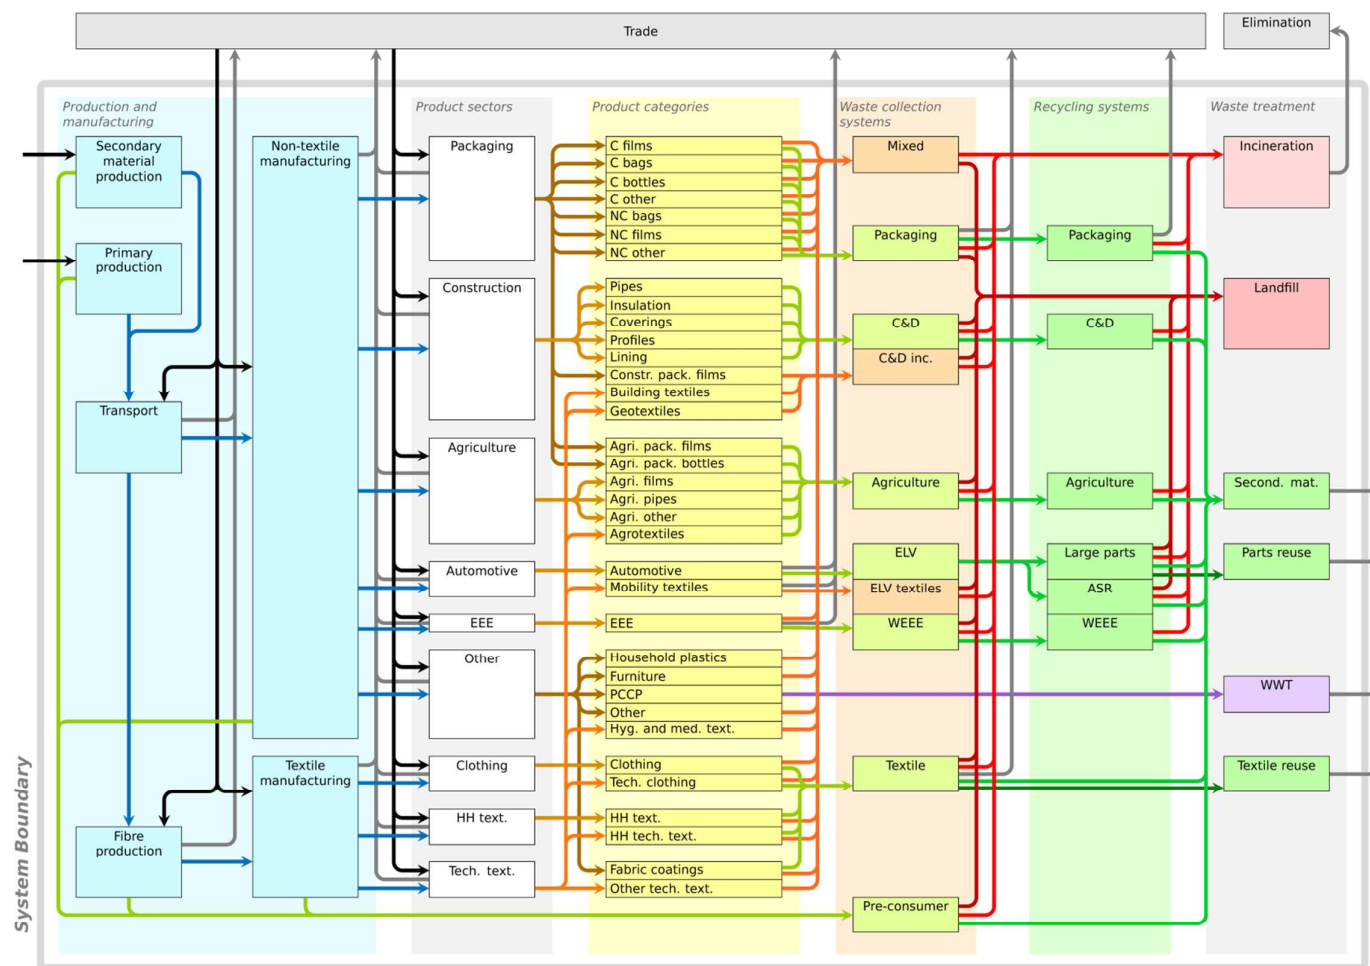 Trade
Elimination
Production and
manufacturing
Product sectors
Product categories
Waste collection
systems
Recycling systems
Waste treatment
Secondary
material
production
Primary
production
Transport
Fibre
production
Non-textile
manufacturing
Textile
manufacturing
Packaging
Construction
Agriculture
Automotive
EEE
Other
Clothing
HH text.
Tech. text.
C films
C bags
C bottles
C other
NC bags
NC films
NC other
Pipes
Insulation
Coverings
Profiles
Lining
Constr. pack. films
Building textiles
Geotextiles
Agri. pack. films
Agri. pack. bottles
Agri. films
Agri. pipes
Agri. other
Agrotextiles
Automotive
Mobility textiles
EEE
Household plastics
Furniture
PCCP
Other
Hyg. and med. text.
Clothing
Tech. clothing
HH text.
HH tech. text.
Fabric coatings
Other tech. text.
Mixed
Packaging
C&D
C&D inc.
Agriculture
ELV
ELV textiles
WEEE
Textile
Pre-consumer
Packaging
C&D
Agriculture
Large parts
ASR
WEEE
Incineration
Landfill
Second. mat.
Parts reuse
WWT
Textile reuse
System Boundary